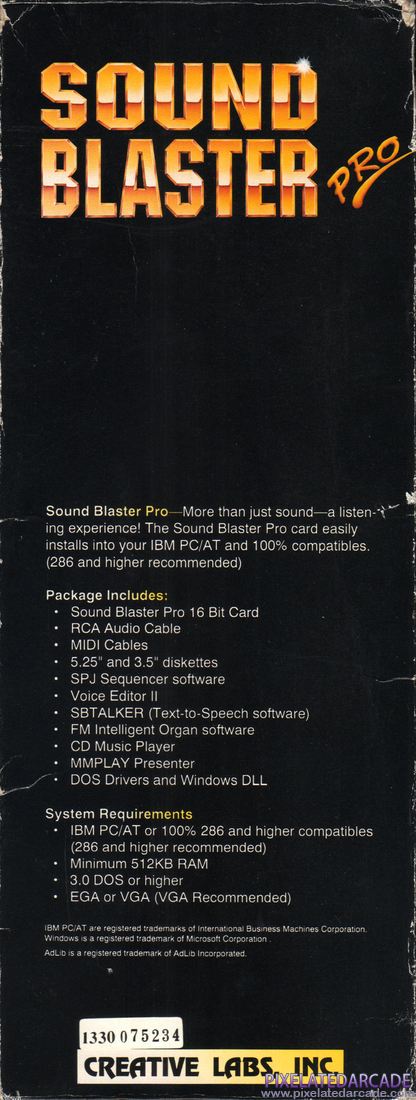 SOUND
BLASTER
PRO
Sound Blaster Pro—More than just sound—a listen-
ing experience! The Sound Blaster Pro card easily
installs into your IBM PC/AT and 100% compatibles.
(286 and higher recommended)
Package Includes:
• Sound Blaster Pro 16 Bit Card
• RCA Audio Cable
• MIDI Cables
• 5.25" and 3.5" diskettes
• SPJ Sequencer software
• Voice Editor II
• SBTALKER (Text-to-Speech software)
• FM Intelligent Organ software
• CD Music Player
• MMPLAY Presenter
• DOS Drivers and Windows DLL
System Requirements
• IBM PC/AT or 100% 286 and higher compatibles
(286 and higher recommended)
• Minimum 512KB RAM
• 3.0 DOS or higher
• EGA or VGA (VGA Recommended)
IBM PC/AT are registered trademarks of International Business Machines Corporation.
Windows is a registered trademark of Microsoft Corporation .
AdLib is a registered trademark of AdLib Incorporated.
1330 075234
CREATIVE LABS, INC.
PIXELATEDARCADE
www.pixelatedarcade.com